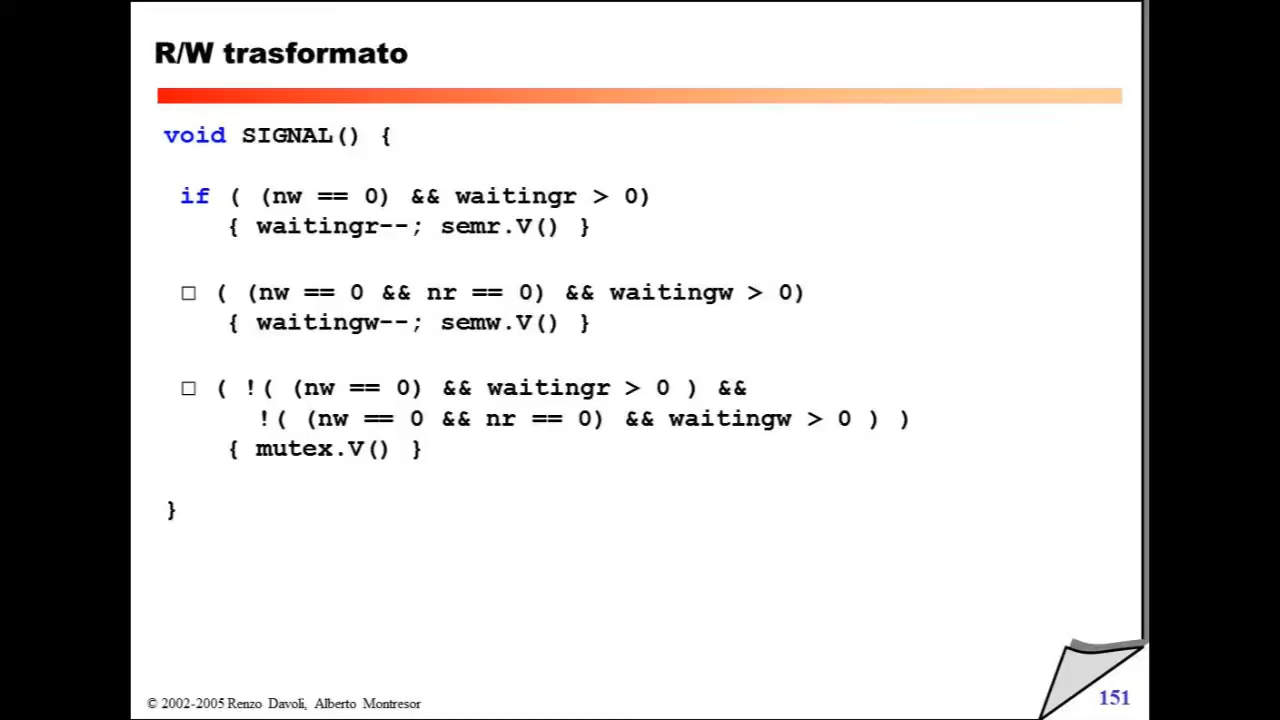 R/W trasformato
void SIGNAL() {
if ( (nw == 0) && waitingr > 0)
{ waitingr--; semr.V() }
□ ( (nw == 0 && nr == 0) && waitingw > 0)
{ waitingw--; semw.V() }
□ ( !( (nw == 0) && waitingr > 0 ) &&
!( (nw == 0 && nr == 0) && waitingw > 0 ) )
{ mutex.V() }
}
© 2002-2005 Renzo Davoli, Alberto Montresor
151